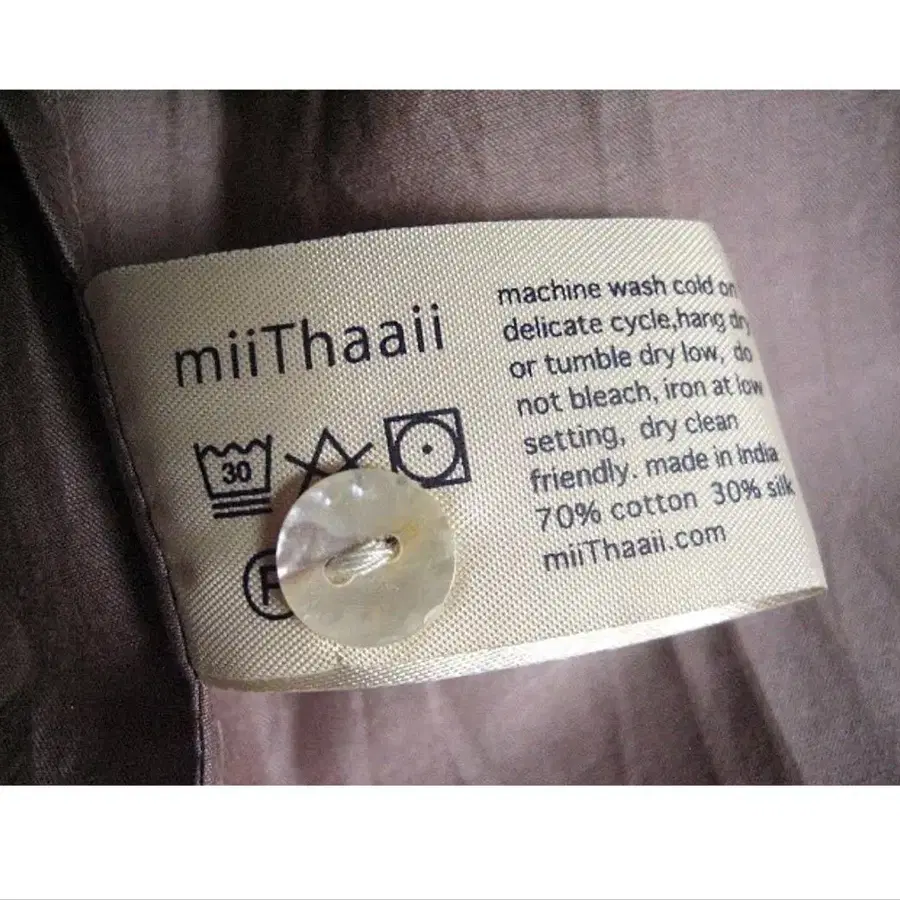 miiThaaii
30
machine wash cold on
delicate cycle,hang dry
or tumble dry low, do
not bleach, iron at low
setting, dry clean
friendly. made in India
70% cotton 30% silk
miiThaaii.com